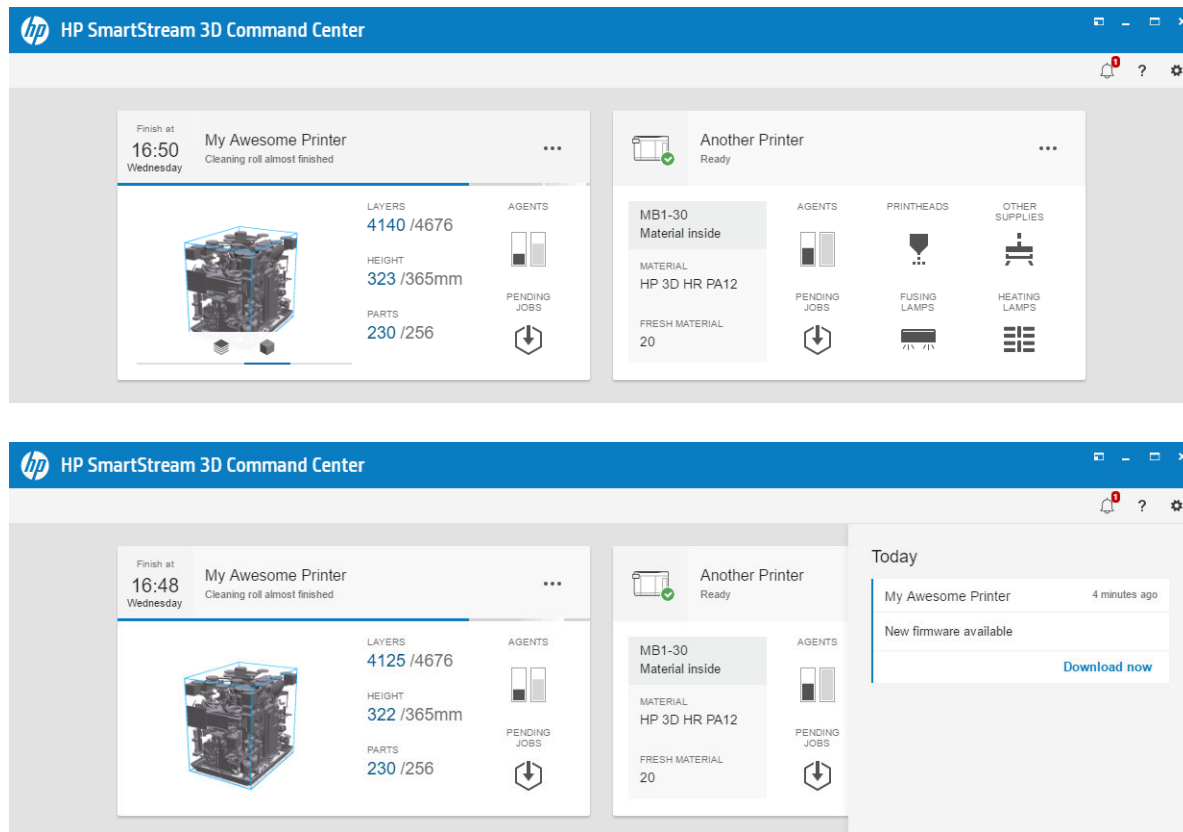 hp HP SmartStream 3D Command Center
1
?
Finish at
16:50
Wednesday
My Awesome Printer
Cleaning roll almost finished
LAYERS
4140 /4676
HEIGHT
323 /365mm
PARTS
230 /256
AGENTS
PENDING
JOBS
Another Printer
Ready
MB1-30
Material inside
MATERIAL
HP 3D HR PA12
FRESH MATERIAL
20
AGENTS
PRINTHEADS
OTHER
SUPPLIES
PENDING
JOBS
FUSING
LAMPS
HEATING
LAMPS
hp HP SmartStream 3D Command Center
1
?
Finish at
16:48
Wednesday
My Awesome Printer
Cleaning roll almost finished
LAYERS
4125 /4676
HEIGHT
322 /365mm
PARTS
230 /256
AGENTS
PENDING
JOBS
Another Printer
Ready
MB1-30
Material inside
MATERIAL
HP 3D HR PA12
FRESH MATERIAL
20
AGENTS
PENDING
JOBS
Today
My Awesome Printer 4 minutes ago
New firmware available
Download now